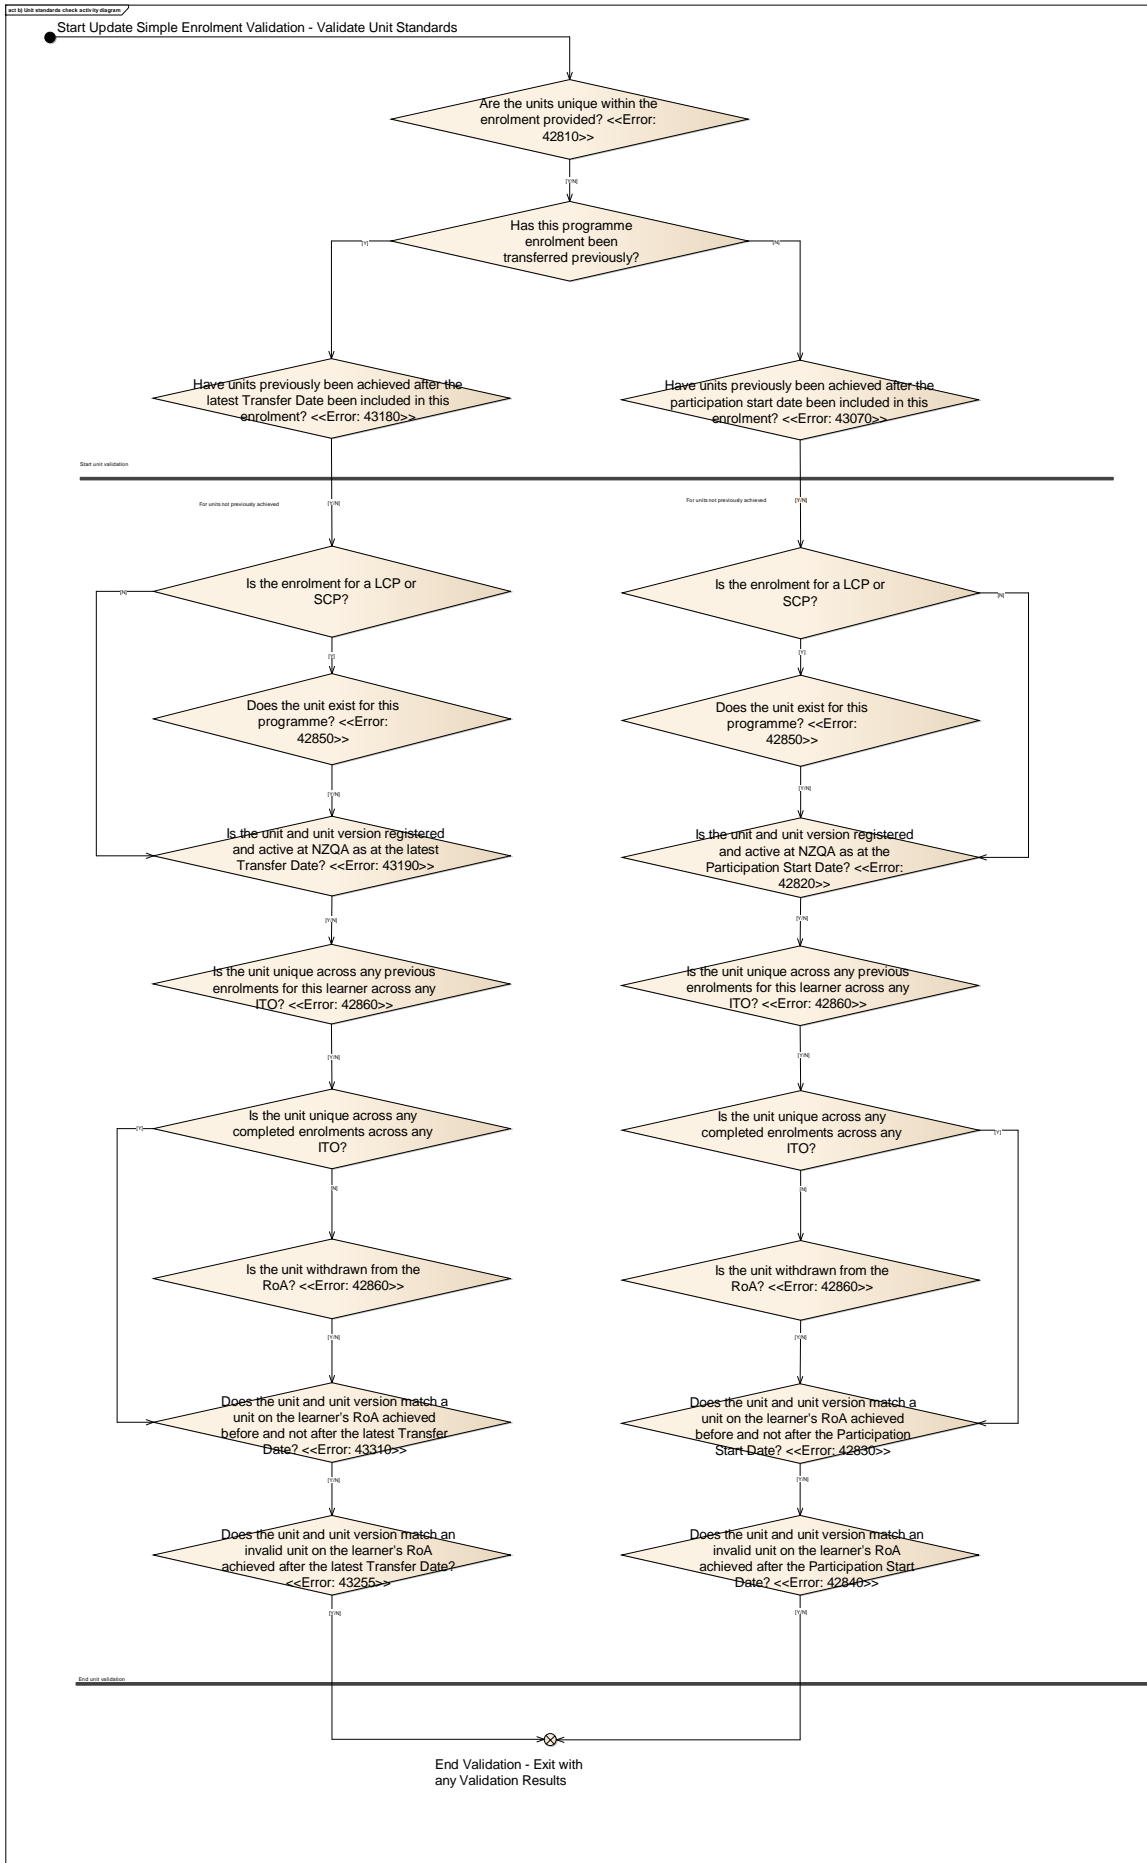 act b) Unit standards check activity diagram
Start Update Simple Enrolment Validation - Validate Unit Standards
Are the units unique within the
enrolment provided? <<Error:
42810>>
[Y/N]
Has this programme
enrolment been
transferred previously?
[Y]
[N]
Have units previously been achieved after the
latest Transfer Date been included in this
enrolment? <<Error: 43180>>
Have units previously been achieved after the
participation start date been included in this
enrolment? <<Error: 43070>>
Start unit validation
For units not previously achieved
[Y/N]
For units not previously achieved
[Y/N]
Is the enrolment for a LCP or
SCP?
[N]
[Y]
Is the enrolment for a LCP or
SCP?
[N]
[Y]
Does the unit exist for this
programme? <<Error:
42850>>
[Y/N]
Does the unit exist for this
programme? <<Error:
42850>>
[Y/N]
Is the unit and unit version registered
and active at NZQA as at the latest
Transfer Date? <<Error: 43190>>
[Y/N]
Is the unit and unit version registered
and active at NZQA as at the
Participation Start Date? <<Error:
42820>>
[Y/N]
Is the unit unique across any previous
enrolments for this learner across any
ITO? <<Error: 42860>>
[Y/N]
Is the unit unique across any previous
enrolments for this learner across any
ITO? <<Error: 42860>>
[Y/N]
Is the unit unique across any
completed enrolments across any
ITO?
[Y]
[N]
Is the unit unique across any
completed enrolments across any
ITO?
[Y]
[N]
Is the unit withdrawn from the
RoA? <<Error: 42860>>
[Y/N]
Is the unit withdrawn from the
RoA? <<Error: 42860>>
[Y/N]
Does the unit and unit version match a
unit on the learner's RoA achieved
before and not after the latest Transfer
Date? <<Error: 43310>>
[Y/N]
Does the unit and unit version match a
unit on the learner's RoA achieved
before and not after the Participation
Start Date? <<Error: 42830>>
[Y/N]
Does the unit and unit version match an
invalid unit on the learner's RoA
achieved after the latest Transfer Date?
<<Error: 43255>>
[Y/N]
Does the unit and unit version match an
invalid unit on the learner's RoA
achieved after the Participation Start
Date? <<Error: 42840>>
[Y/N]
End unit validation
End Validation - Exit with
any Validation Results